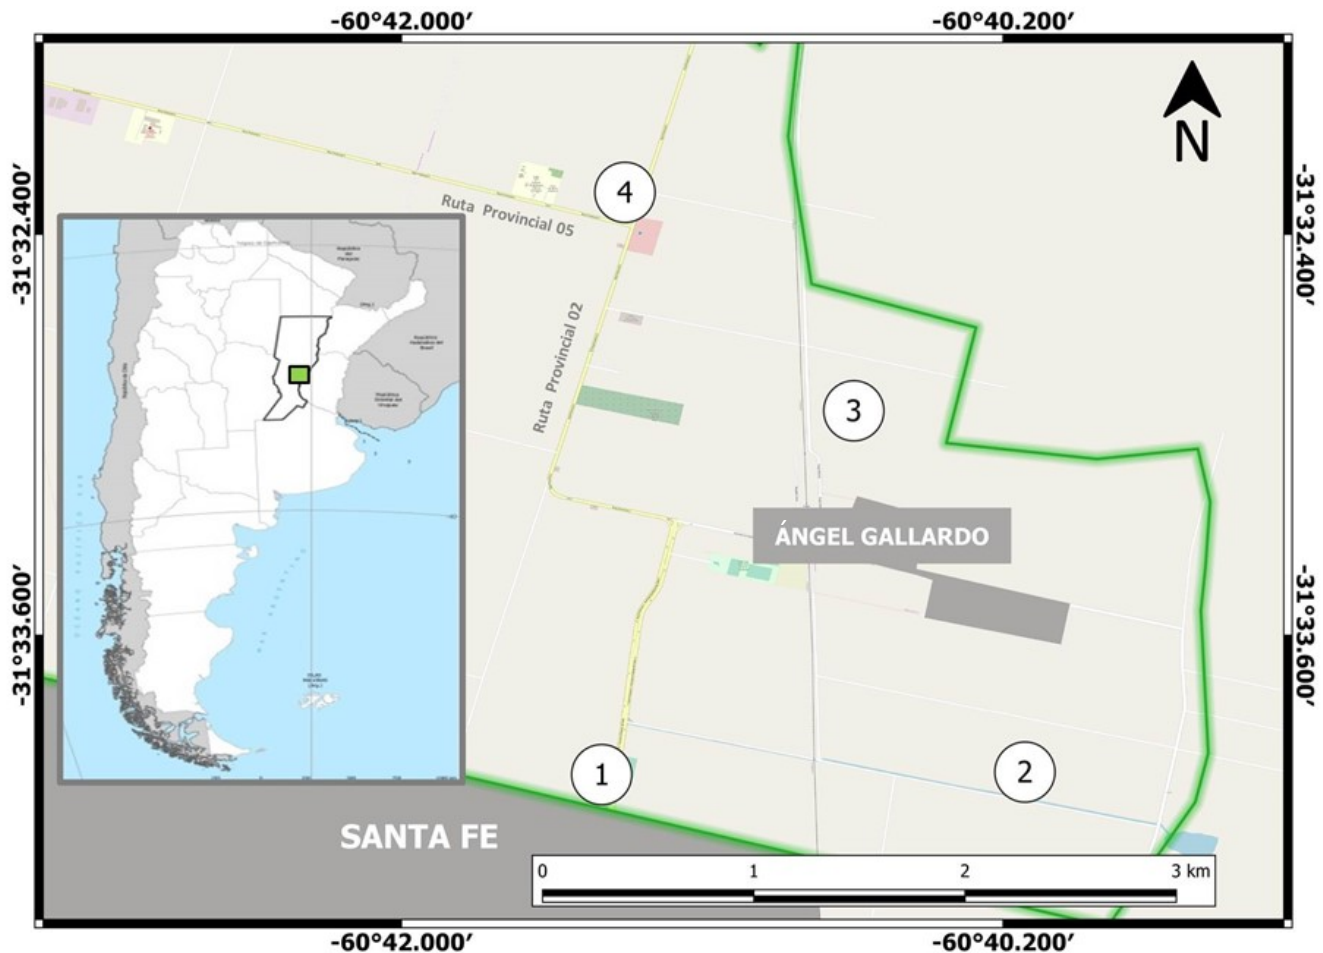 -60°42.000′
-60°40.200′
N
-31°32.400′
-31°32.400′
4
Ruta Provincial 05
Ruta Provincial 02
3
ÁNGEL GALLARDO
-31°33.600′
-31°33.600′
1
2
SANTA FE
0 1 2 3 km
-60°42.000′
-60°40.200′